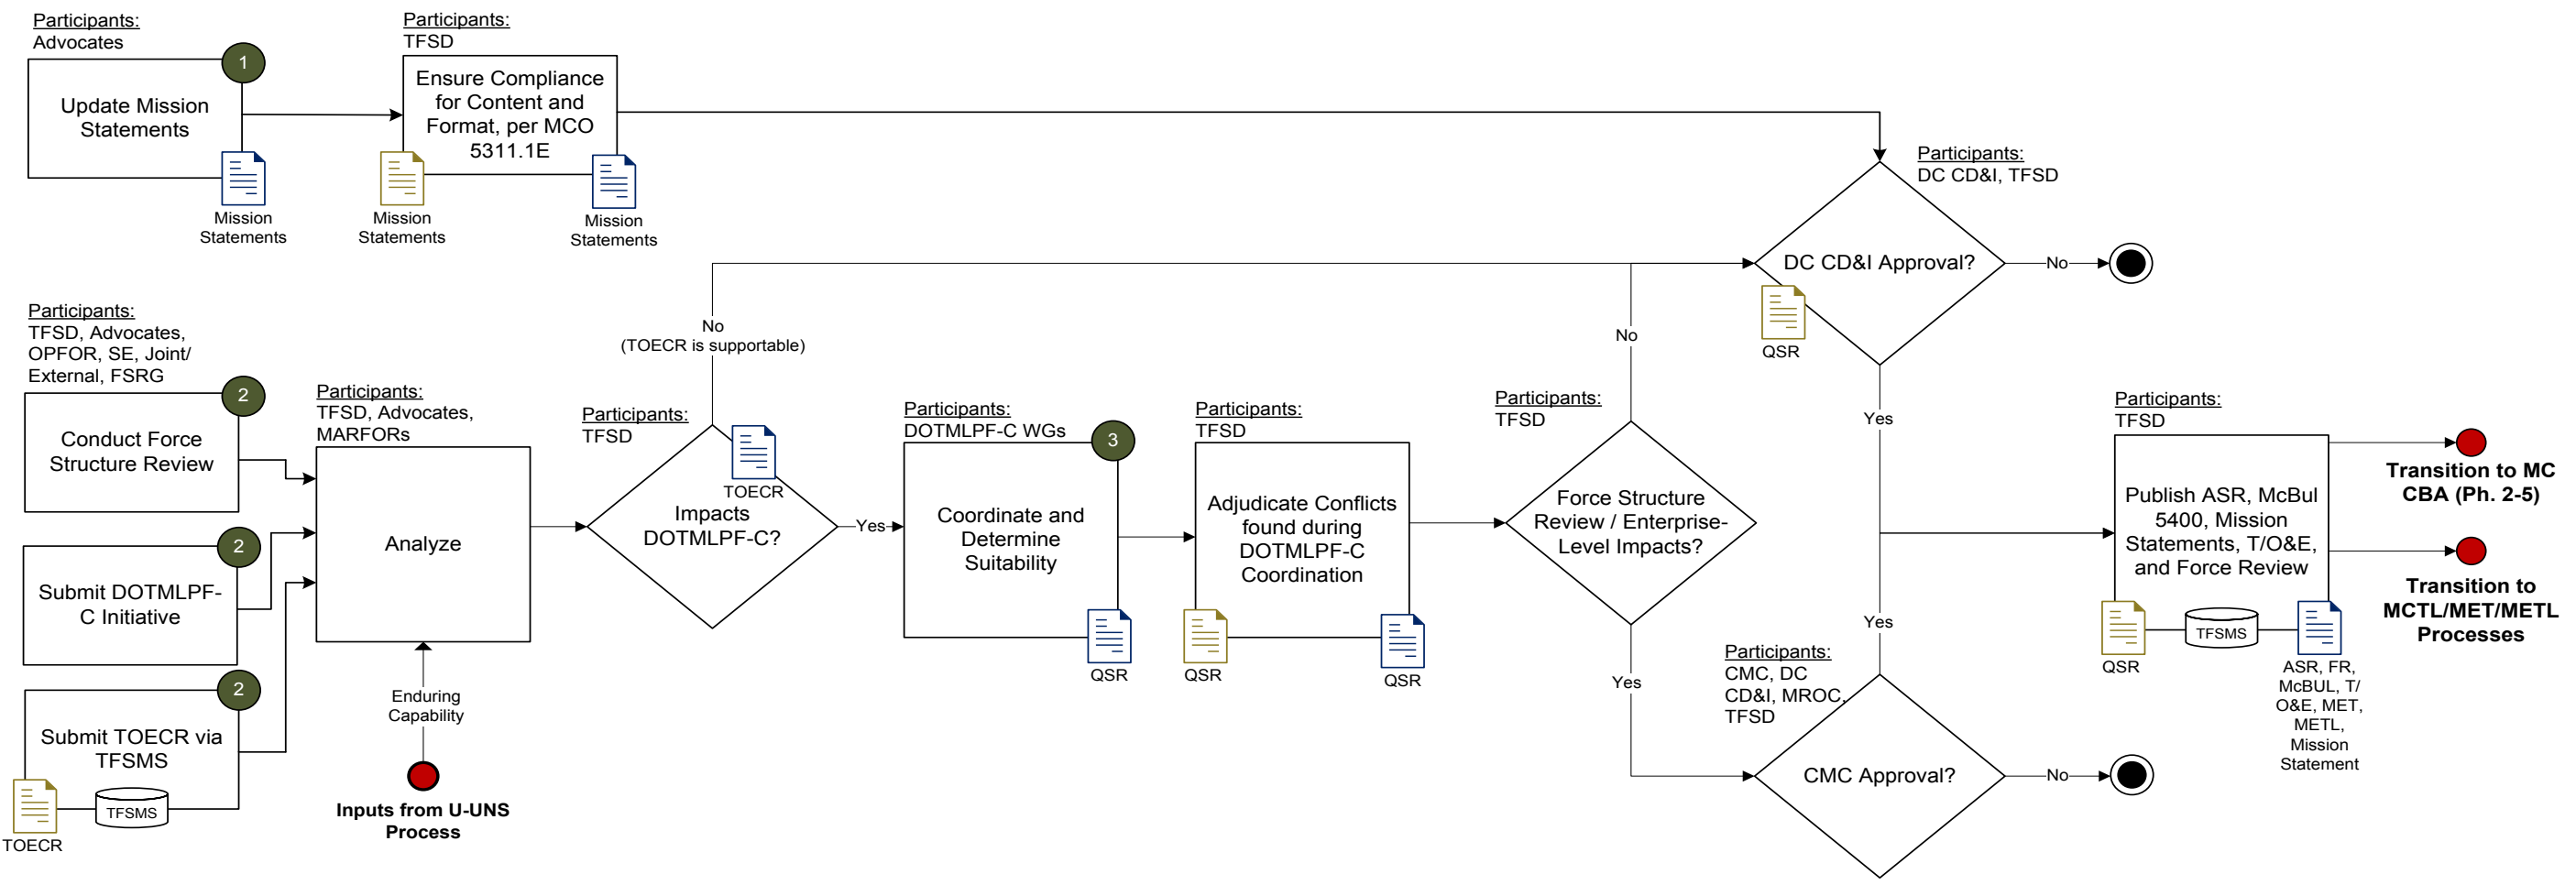 Participants:
Advocates
1
Update Mission
Statements
Mission
Statements
Participants:
TFSD
Ensure Compliance
for Content and
Format, per MCO
5311.1E
Mission
Statements
Mission
Statements
Participants:
DC CD&I, TFSD
DC CD&I Approval?
No
QSR
Yes
Participants:
TFSD, Advocates,
OPFOR, SE, Joint/
External, FSRG
2
Conduct Force
Structure Review
2
Submit DOTMLPF-
C Initiative
2
Submit TOECR via
TFSMS
TFSMS
TOECR
Participants:
TFSD, Advocates,
MARFORs
Analyze
Enduring
Capability
Inputs from U-UNS
Process
No
(TOECR is supportable)
Participants:
TFSD
TOECR
Impacts
DOTMLPF-C?
Yes
Participants:
DOTMLPF-C WGs
3
Coordinate and
Determine
Suitability
QSR
Participants:
TFSD
Adjudicate Conflicts
found during
DOTMLPF-C
Coordination
QSR
QSR
No
Participants:
TFSD
Force Structure
Review / Enterprise-
Level Impacts?
Yes
Participants:
CMC, DC
CD&I, MROC,
TFSD
Yes
CMC Approval?
No
Participants:
TFSD
Publish ASR, McBul
5400, Mission
Statements, T/O&E,
and Force Review
QSR
TFSMS
ASR, FR,
McBUL, T/
O&E, MET,
METL,
Mission
Statement
Transition to MC
CBA (Ph. 2-5)
Transition to
MCTL/MET/METL
Processes